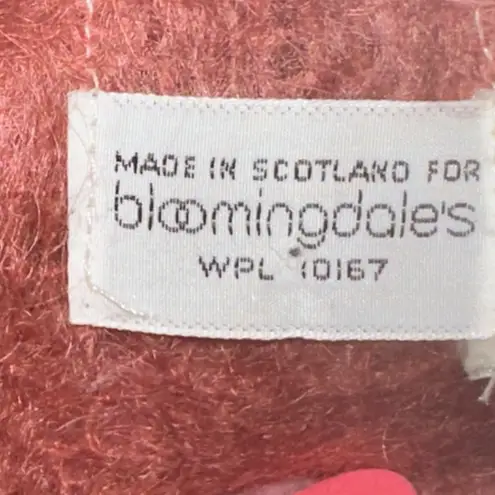 MADE IN SCOTLAND FOR
bloomingdale's
WPL 10167